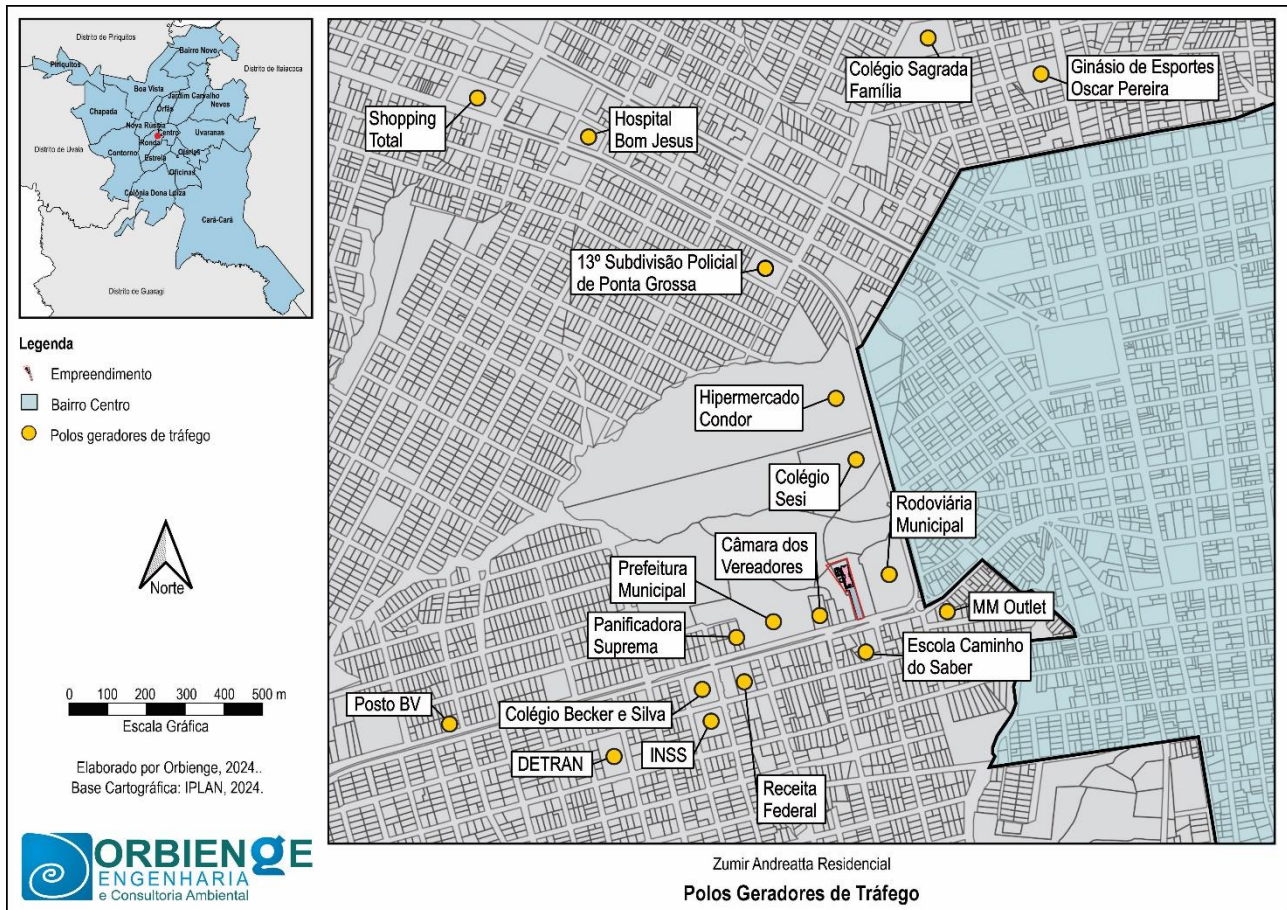 Distrito de Piriquitos
Bairro Novo
Distrito de Itaiacoca
Piriquitos
Boa Vista
Jardim Carvalho
Neves
Chapada
Órfãs
Nova Rússia
Centro
Uvaranas
Ronda
Distrito de Uvaia
Contorno
Estrela
Olarias
Oficinas
Colônia Dona Luiza
Cará-Cará
Distrito de Guaragi
Legenda
Empreendimento
Bairro Centro
Polos geradores de tráfego
Norte
0 100 200 300 400 500 m
Escala Gráfica
Elaborado por Orbienge, 2024..
Base Cartográfica: IPLAN, 2024.
ORBIENGE
ENGENHARIA
e Consultoria Ambiental
Colégio Sagrada
Família
Ginásio de Esportes
Oscar Pereira
Shopping
Total
Hospital
Bom Jesus
13º Subdivisão Policial
de Ponta Grossa
Hipermercado
Condor
Colégio
Sesi
Rodoviária
Municipal
Câmara dos
Vereadores
Prefeitura
Municipal
Panificadora
Suprema
MM Outlet
Escola Caminho
do Saber
Posto BV
Colégio Becker e Silva
DETRAN
INSS
Receita
Federal
Zumir Andreatta Residencial
Polos Geradores de Tráfego